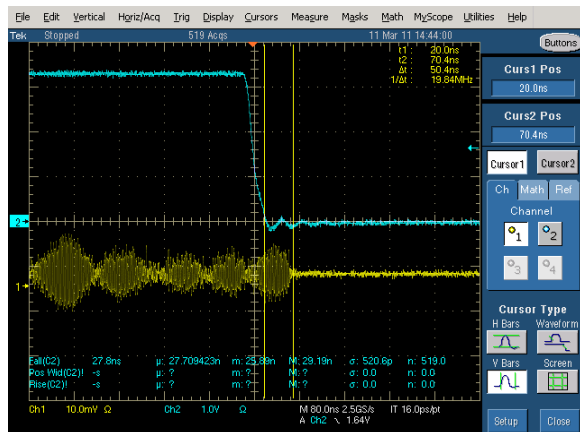 File Edit Vertical Horiz/Acq Trig Display Cursors Measure Masks Math MyScope Utilities Help
Tek Stopped 519 Acqs 11 Mar 11 14:44:00
Buttons
t1 : 20.0ns
t2 : 70.4ns
Δt : 50.4ns
1/Δt : 19.84MHz
Curs1 Pos
20.0ns
Curs2 Pos
70.4ns
Cursor1 Cursor2
Ch Math Ref
Channel
1 2
3 4
2
1
Cursor Type
H Bars Waveform
V Bars Screen
Setup Close
Fall(C2) 27.8ns μ: 27.709423n m: 25.89n M: 29.19n σ: 520.6p n: 519.0
Pos Wid(C2)! -s μ: ? m: ? M: ? σ: 0.0 n: 0.0
Rise(C2)! -s μ: ? m: ? M: ? σ: 0.0 n: 0.0
Ch1 10.0mV Ω Ch2 1.0V Ω M 80.0ns 2.5GS/s IT 16.0ps/pt
A Ch2 \ 1.64V